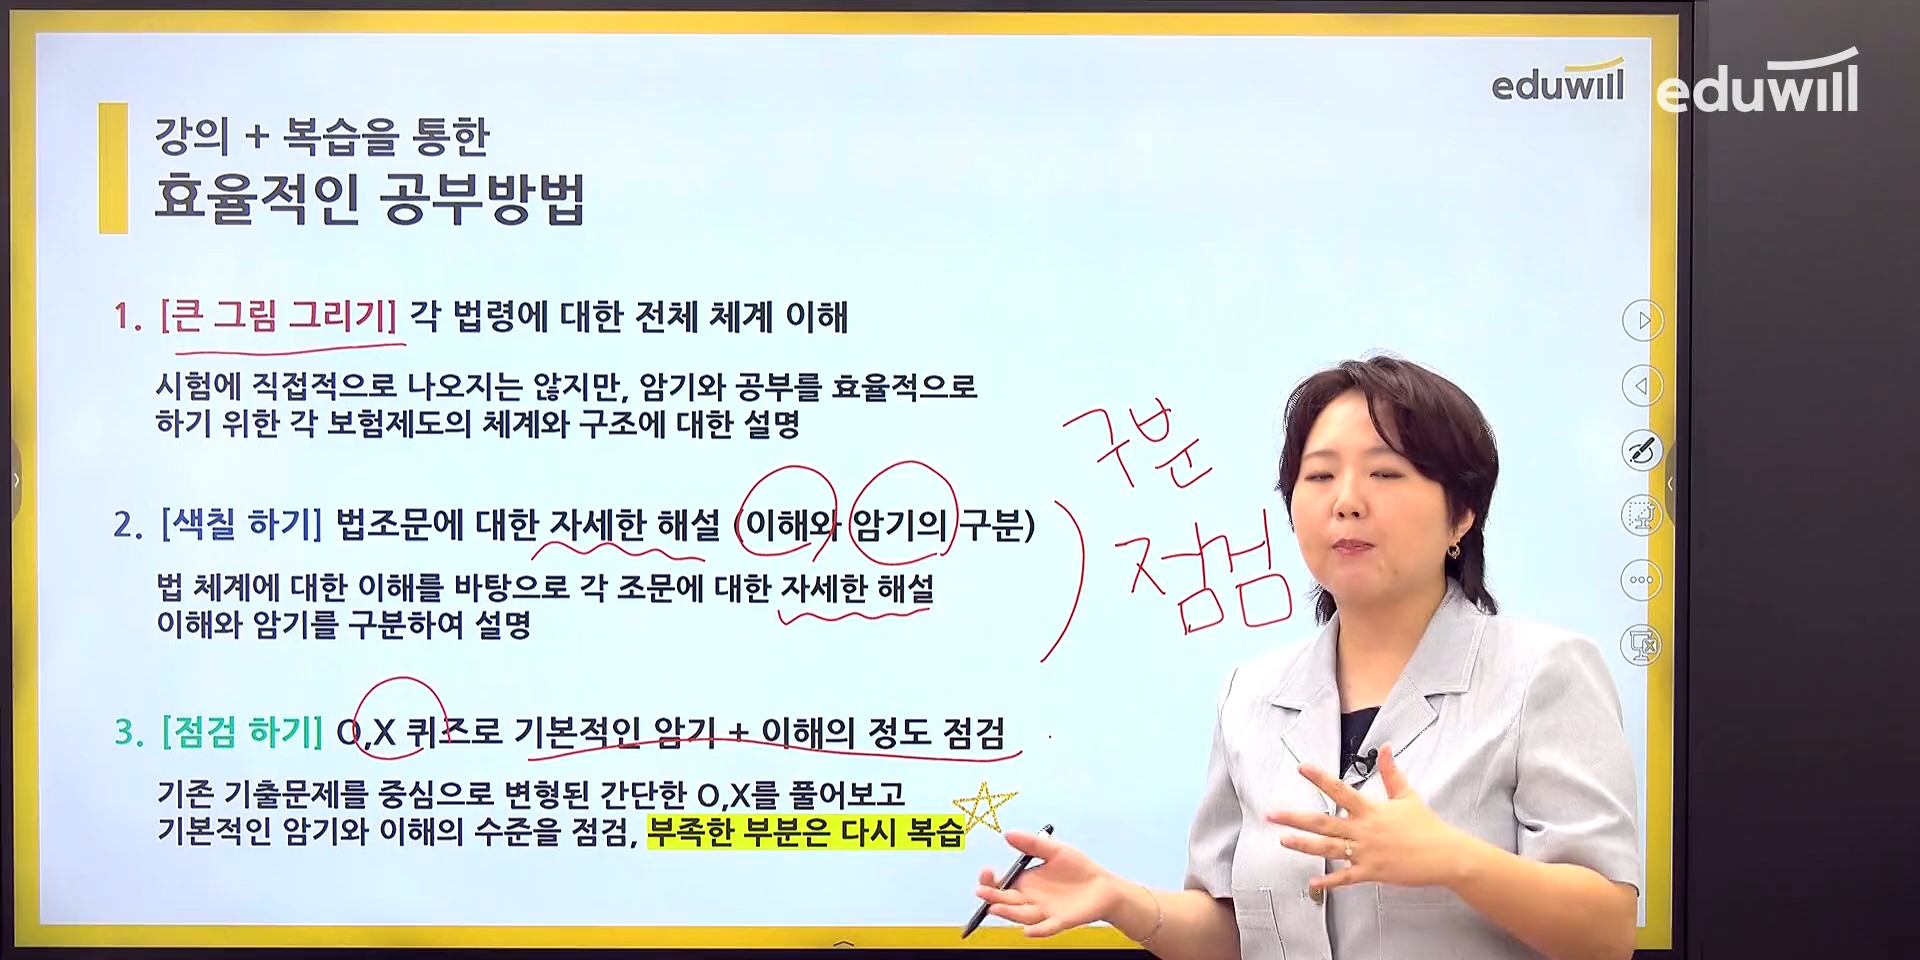 eduwill
eduwill
강의 + 복습을 통한
효율적인 공부방법
1. [큰 그림 그리기] 각 법령에 대한 전체 체계 이해
시험에 직접적으로 나오지는 않지만, 암기와 공부를 효율적으로
하기 위한 각 보험제도의 체계와 구조에 대한 설명
구분
2. [색칠 하기] 법조문에 대한 자세한 해설 (이해와 암기의 구분)
점검
법 체계에 대한 이해를 바탕으로 각 조문에 대한 자세한 해설
이해와 암기를 구분하여 설명
3. [점검 하기] O,X 퀴즈로 기본적인 암기 + 이해의 정도 점검
기존 기출문제를 중심으로 변형된 간단한 O,X를 풀어보고
기본적인 암기와 이해의 수준을 점검, 부족한 부분은 다시 복습